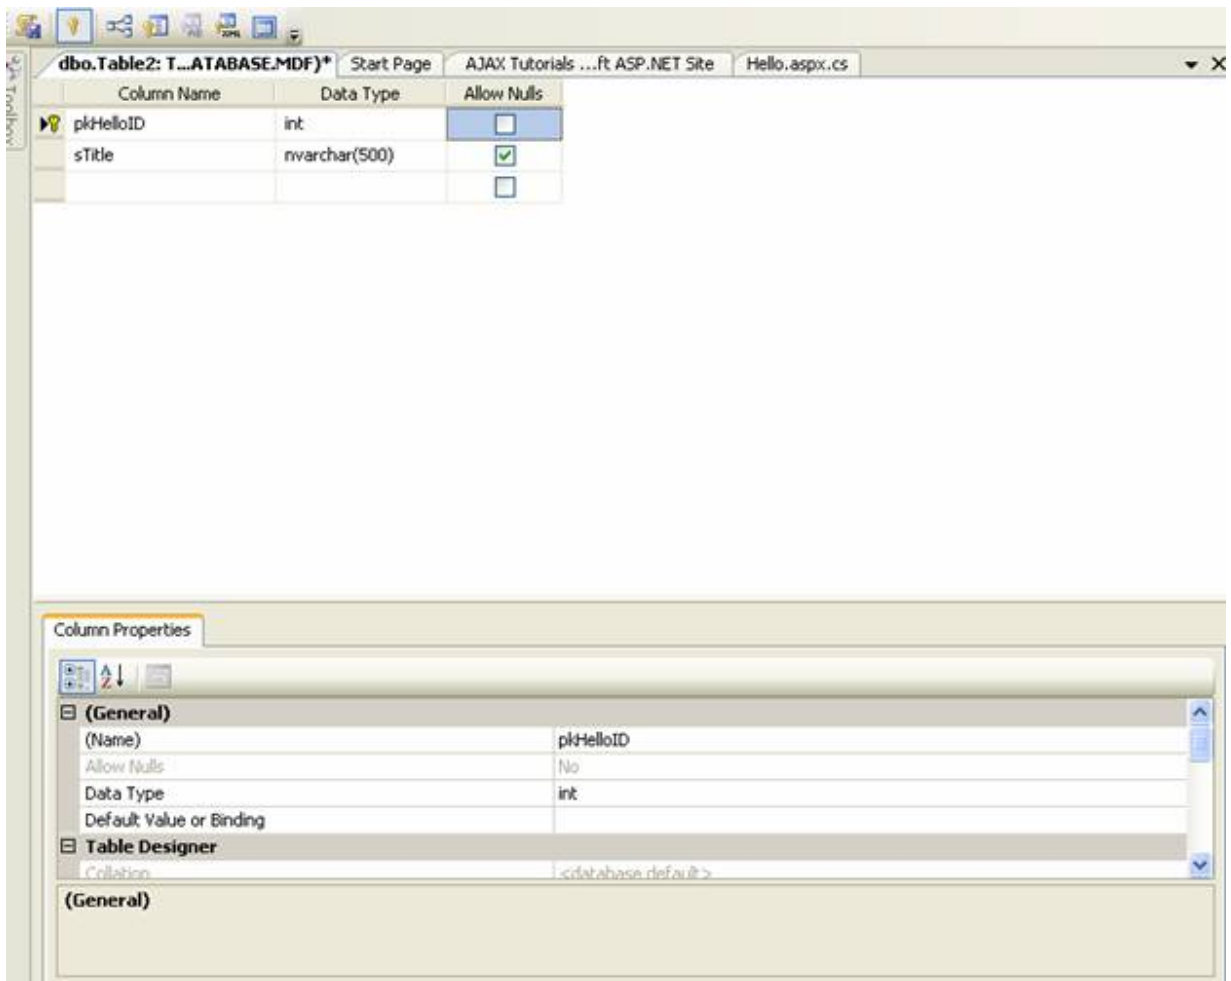 dbo.Table2: T...ATABASE.MDF)* Start Page AJAX Tutorials ...ft ASP.NET Site Hello.aspx.cs
Toolbox
Column Name Data Type Allow Nulls
pkHelloID int
sTitle nvarchar(500)
Column Properties
(General)
(Name) pkHelloID
Allow Nulls No
Data Type int
Default Value or Binding
Table Designer
Collation <database default>
(General)